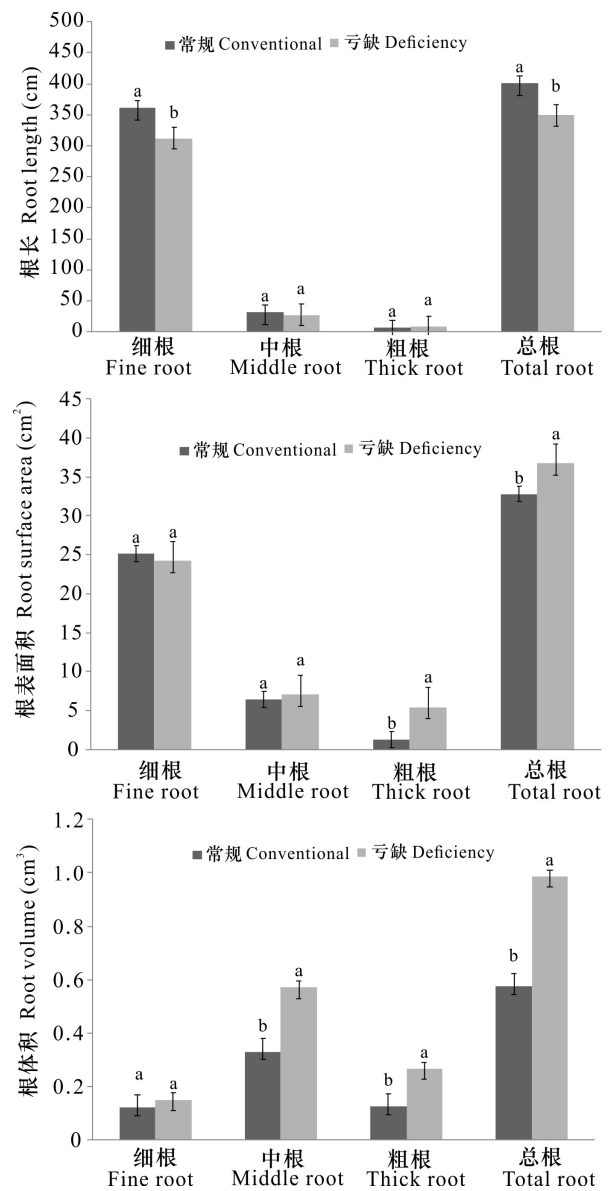 500
450
400
350
300
250
200
150
100
50
0
根长 Root length (cm)
常规 Conventional 亏缺 Deficiency
a
b
a
a
a
a
a
b
细根 中根 粗根 总根
Fine root Middle root Thick root Total root
45
40
35
30
25
20
15
10
5
0
根表面积 Root surface area (cm²)
常规 Conventional 亏缺 Deficiency
a
a
a
a
b
a
b
a
细根 中根 粗根 总根
Fine root Middle root Thick root Total root
1.2
1.0
0.8
0.6
0.4
0.2
0
根体积 Root volume (cm³)
常规 Conventional 亏缺 Deficiency
a
a
b
a
b
a
b
a
细根 中根 粗根 总根
Fine root Middle root Thick root Total root